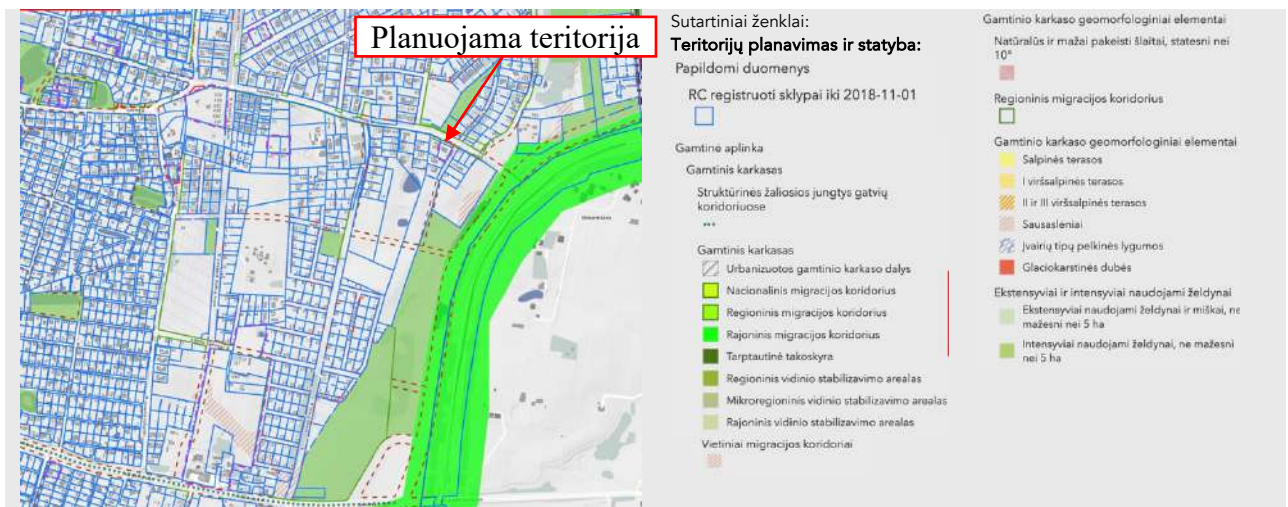 Planuojama teritorija
Sutartiniai ženklai:
Teritorijų planavimas ir statyba:
Papildomi duomenys
RC registruoti sklypai iki 2018-11-01
Gamtinė aplinka
Gamtinis karkasas
Struktūrinės žaliosios jungtys gatvių
koridoriuose
Gamtinis karkasas
Urbanizuotos gamtinio karkaso dalys
Nacionalinis migracijos koridorius
Regioninis migracijos koridorius
Rajoninis migracijos koridorius
Tarptautinė takoskyra
Regioninis vidinio stabilizavimo arealas
Mikroregioninis vidinio stabilizavimo arealas
Rajoninis vidinio stabilizavimo arealas
Vietiniai migracijos koridoriai
Gamtinio karkaso geomorfologiniai elementai
Natūralūs ir mažai pakeisti šlaitai, statesni nei
10°
Regioninis migracijos koridorius
Gamtinio karkaso geomorfologiniai elementai
Salpinės terasos
I viršsalpinės terasos
II ir III viršsalpinės terasos
Sausaslėniai
Įvairių tipų pelkinės lygumos
Glaciokarstinės dubės
Ekstensyviai ir intensyviai naudojami želdynai
Ekstensyviai naudojami želdynai ir miškai, ne
mažesni nei 5 ha
Intensyviai naudojami želdynai, ne mažesni
nei 5 ha